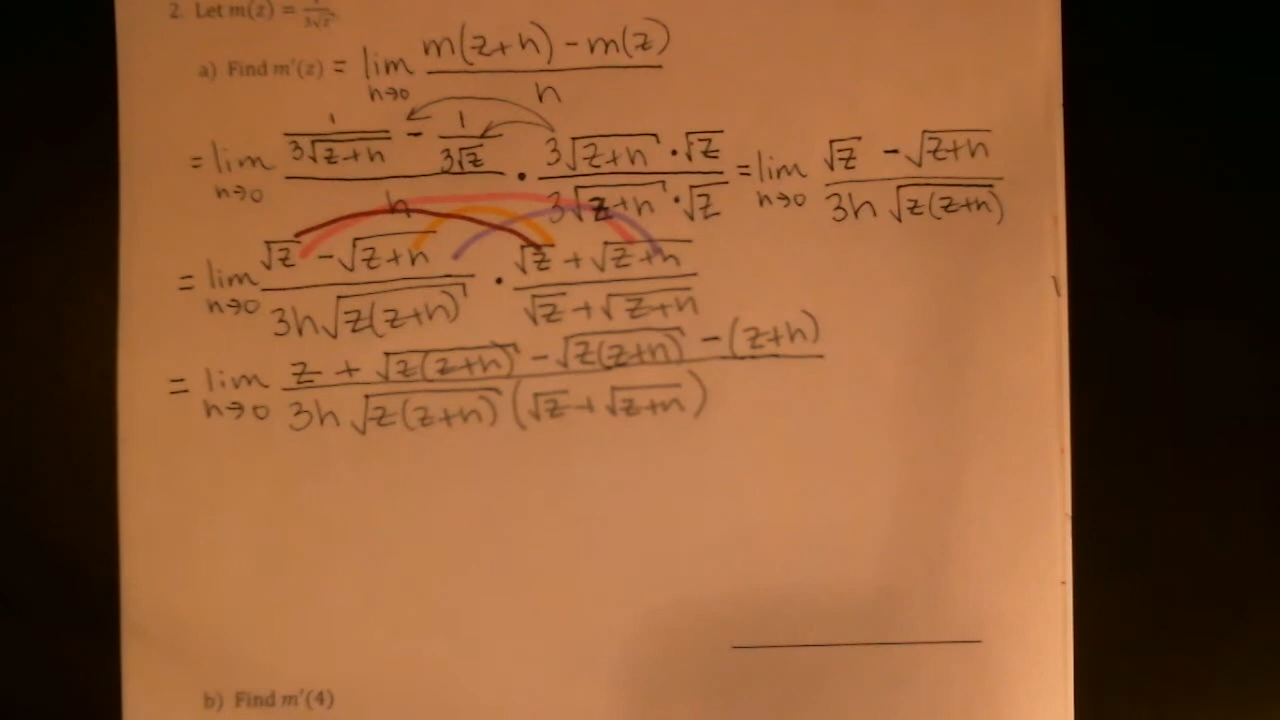 2. Let m(z) = 1/(3√z)
a) Find m'(z) = lim h→0 (m(z+h) − m(z))/h
= lim h→0 (1/(3√(z+h)) − 1/(3√z))/h · (3√(z+h) · √z)/(3√(z+h) · √z) = lim h→0 (√z − √(z+h))/(3h √(z(z+h)))
= lim h→0 (√z − √(z+h))/(3h√(z(z+h))) · (√z + √(z+h))/(√z + √(z+h))
= lim h→0 (z + √(z(z+h)) − √(z(z+h)) − (z+h))/(3h √(z(z+h)) (√z + √(z+h)))
b) Find m'(4)